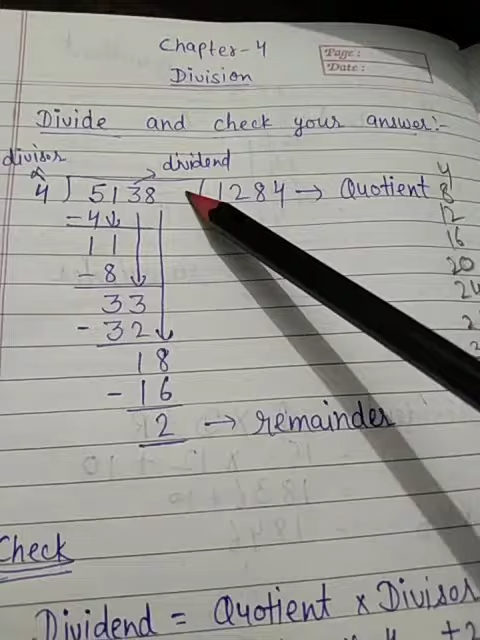 Chapter-4
Page:
Date:
Division
Divide and check your answer:-
divisor
dividend
4 ) 5138 ( 1284 → Quotient
- 4
11
- 8
33
- 32
18
- 16
2 → remainder
4
8
12
16
20
24
Check
Dividend = Quotient × Divisor